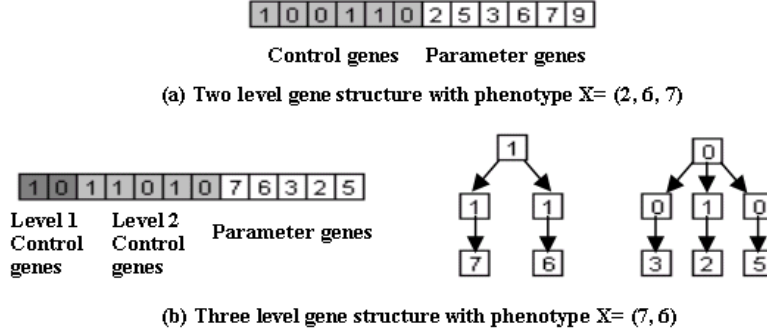 1 0 0 1 1 0 2 5 3 6 7 9
Control genes Parameter genes
(a) Two level gene structure with phenotype X= (2, 6, 7)
1 0 1 1 0 1 0 7 6 3 2 5
Level 1
Control
genes
Level 2
Control
genes
Parameter genes
1
1 1
7 6
0
0 1 0
3 2 5
(b) Three level gene structure with phenotype X= (7, 6)